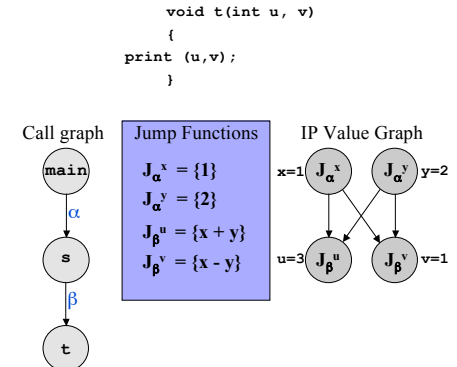 void t(int u, v)
{
print (u,v);
}
Call graph
main
α
s
β
t
Jump Functions
Jαˣ = {1}
Jαʸ = {2}
Jβᵘ = {x + y}
Jβᵛ = {x - y}
IP Value Graph
x=1 Jαˣ Jαʸ y=2
u=3 Jβᵘ Jβᵛ v=1